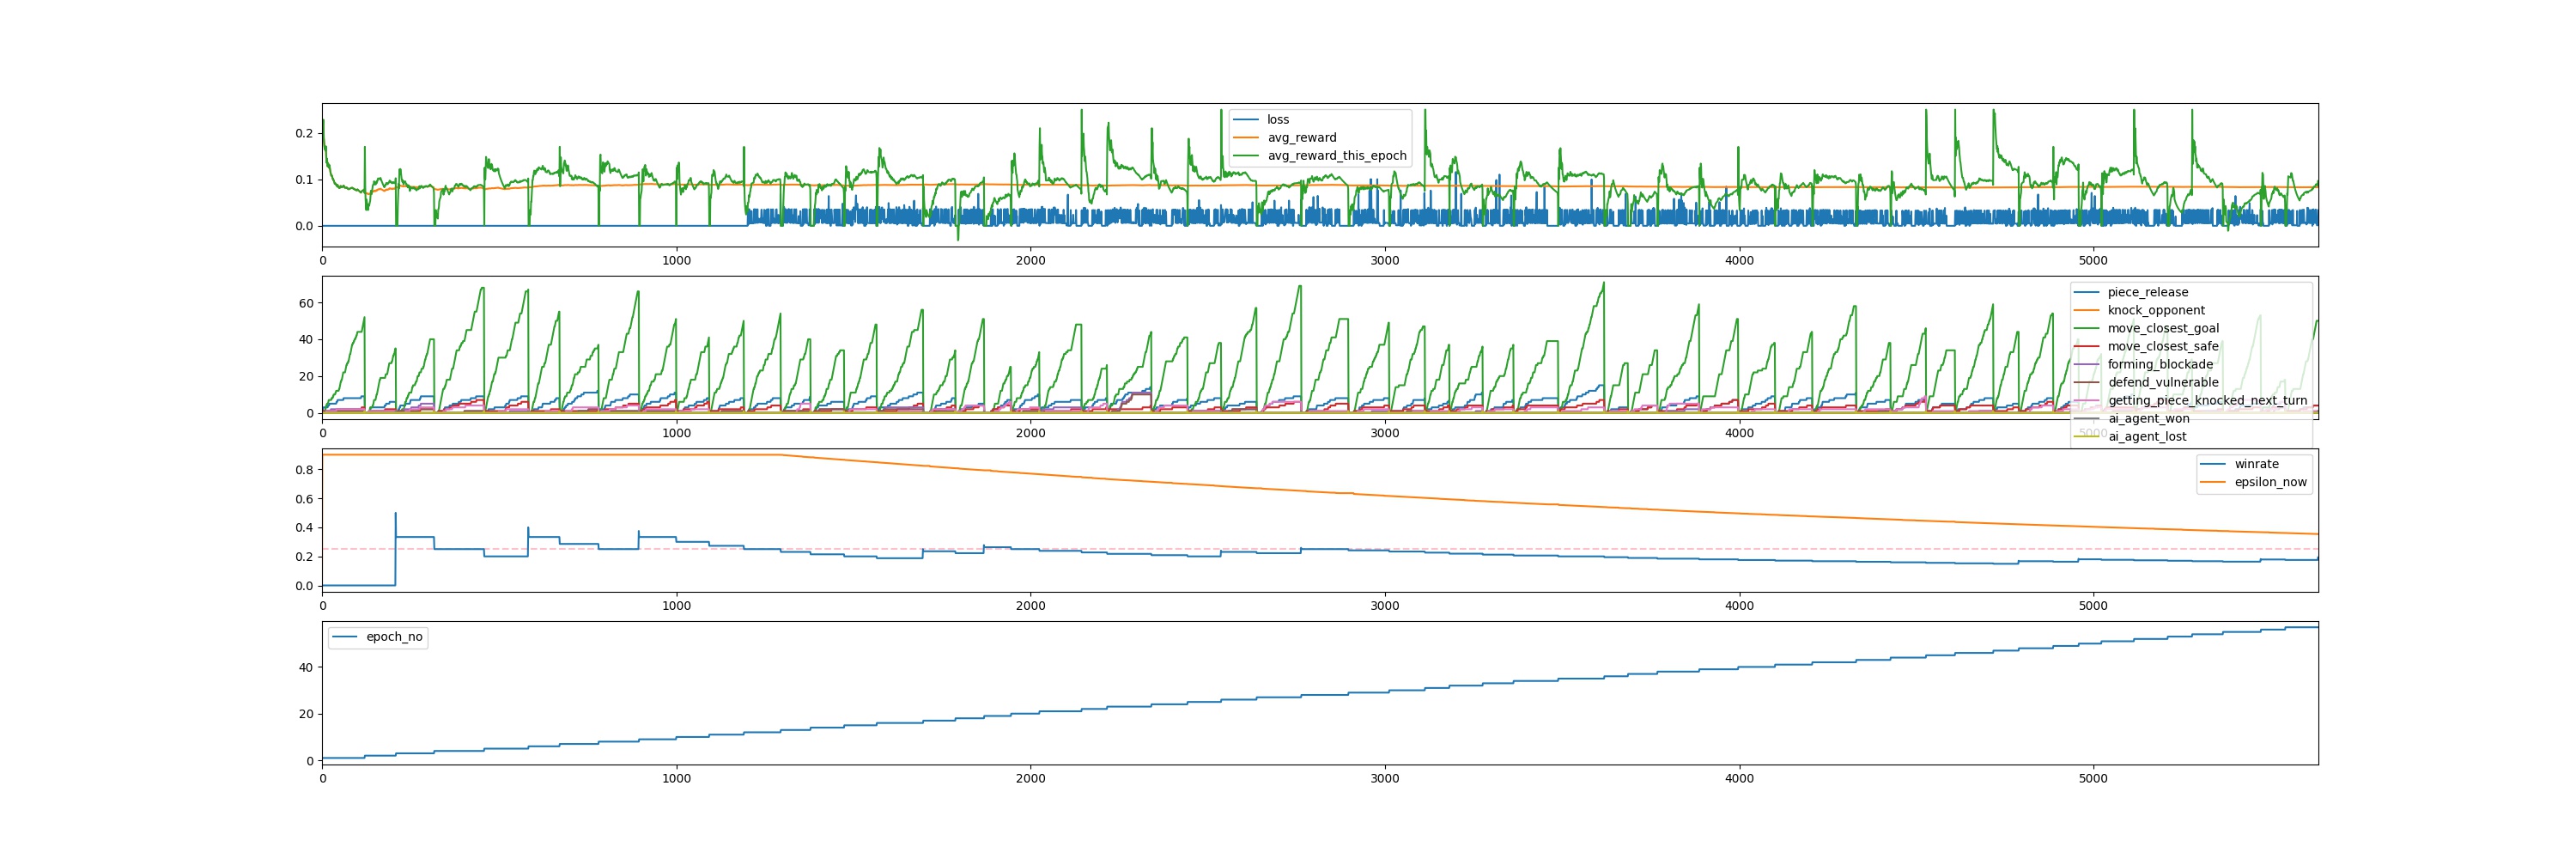 0.2
0.1
0.0
loss
avg_reward
avg_reward_this_epoch
0 1000 2000 3000 4000 5000
60
40
20
0
piece_release
knock_opponent
move_closest_goal
move_closest_safe
forming_blockade
defend_vulnerable
getting_piece_knocked_next_turn
ai_agent_won
ai_agent_lost
0 1000 2000 3000 4000 5000
0.8
0.6
0.4
0.2
0.0
winrate
epsilon_now
0 1000 2000 3000 4000 5000
epoch_no
40
20
0
0 1000 2000 3000 4000 5000